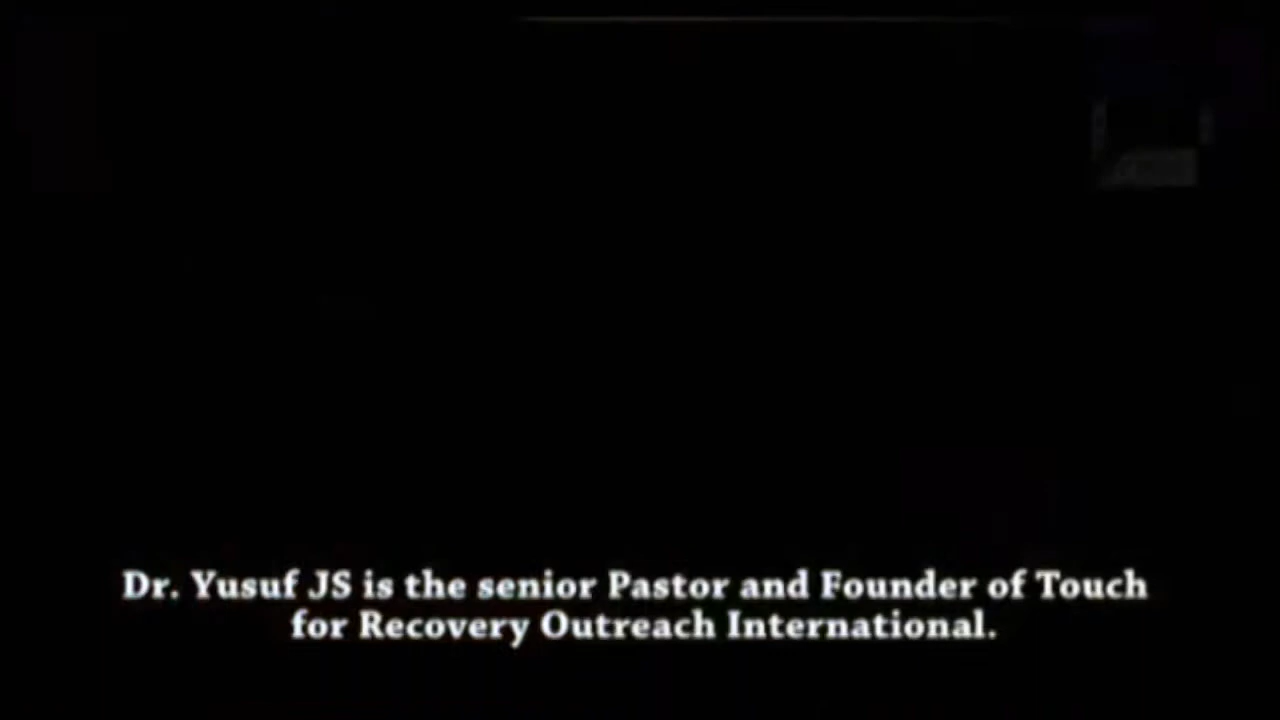 Dr. Yusuf JS is the senior Pastor and Founder of Touch
for Recovery Outreach International.